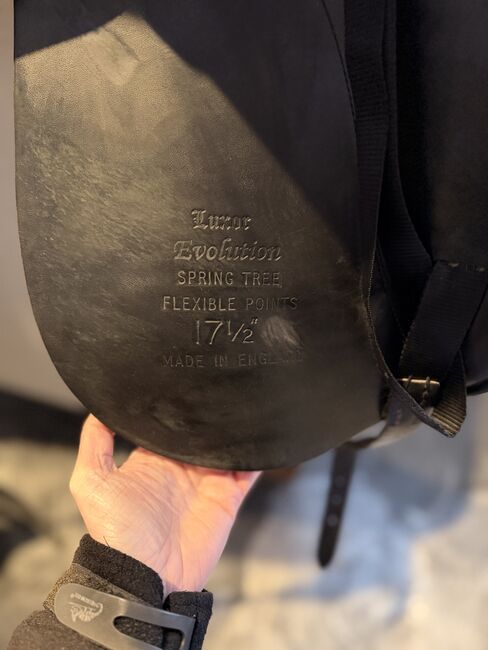 Luxor
Evolution
SPRING TREE
FLEXIBLE POINTS
17½"
MADE IN ENGLAND